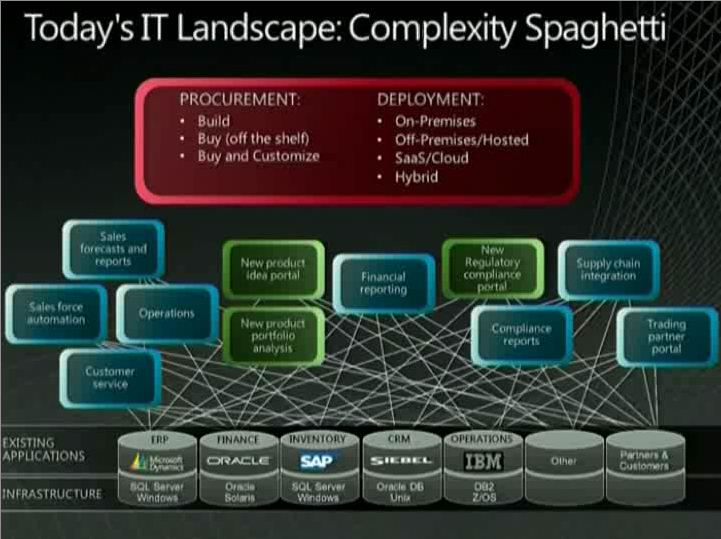 Today's IT Landscape: Complexity Spaghetti
PROCUREMENT:
• Build
• Buy (off the shelf)
• Buy and Customize
DEPLOYMENT:
• On-Premises
• Off-Premises/Hosted
• SaaS/Cloud
• Hybrid
Sales
forecasts and
reports
Sales force
automation
Operations
Customer
service
New product
idea portal
New product
portfolio
analysis
Financial
reporting
New
Regulatory
compliance
portal
Compliance
reports
Supply chain
integration
Trading
partner
portal
EXISTING
APPLICATIONS
ERP
Microsoft
Dynamics
FINANCE
ORACLE
INVENTORY
SAP
CRM
SIEBEL
OPERATIONS
IBM
Other
Partners &
Customers
INFRASTRUCTURE
SQL Server
Windows
Oracle
Solaris
SQL Server
Windows
Oracle DB
Unix
DB2
Z/OS